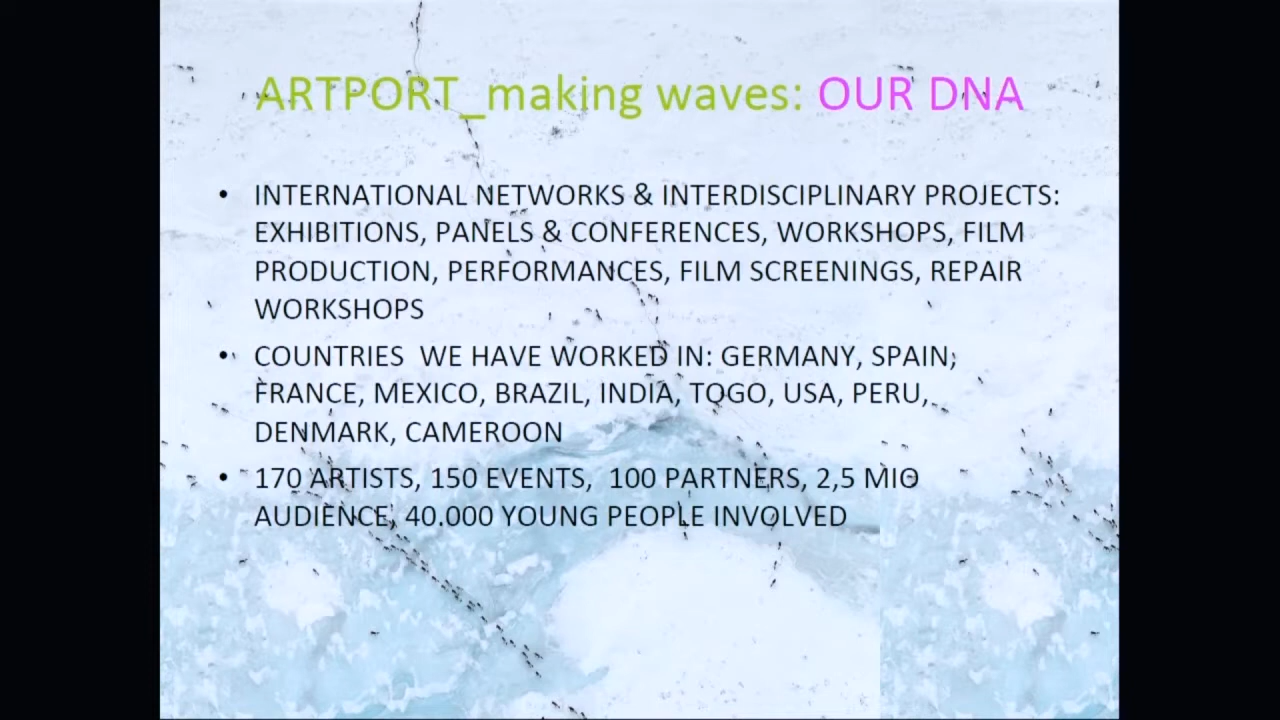 ARTPORT_making waves: OUR DNA
• INTERNATIONAL NETWORKS & INTERDISCIPLINARY PROJECTS:
EXHIBITIONS, PANELS & CONFERENCES, WORKSHOPS, FILM
PRODUCTION, PERFORMANCES, FILM SCREENINGS, REPAIR
WORKSHOPS
• COUNTRIES WE HAVE WORKED IN: GERMANY, SPAIN,
FRANCE, MEXICO, BRAZIL, INDIA, TOGO, USA, PERU,
DENMARK, CAMEROON
• 170 ARTISTS, 150 EVENTS, 100 PARTNERS, 2,5 MIO
AUDIENCE, 40.000 YOUNG PEOPLE INVOLVED